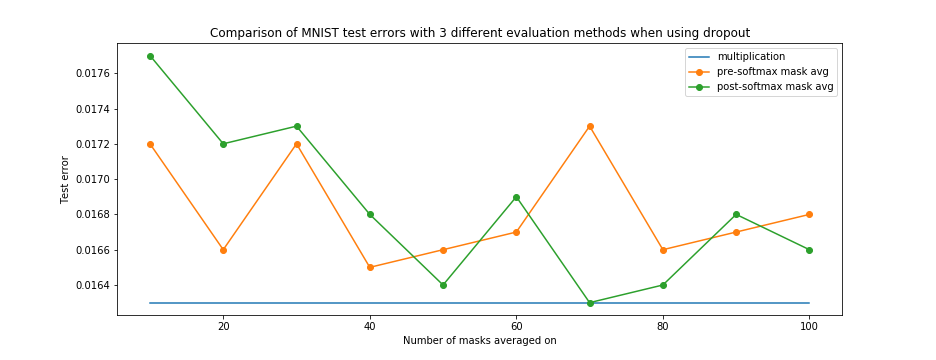 Comparison of MNIST test errors with 3 different evaluation methods when using dropout
multiplication
pre-softmax mask avg
post-softmax mask avg
0.0176
0.0174
0.0172
0.0170
0.0168
0.0166
0.0164
Test error
20 40 60 80 100
Number of masks averaged on